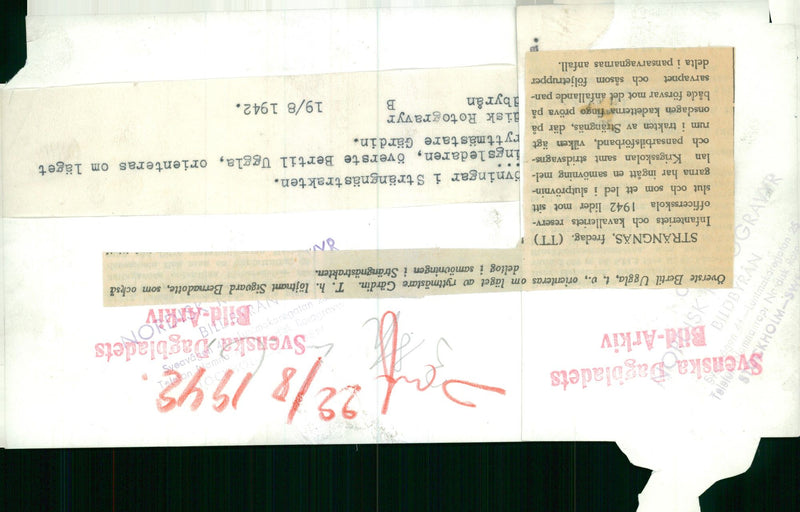 STRÄNGNÄS, fredag. (TT)
Infanteriets och kavalleriets reserv-
officersskola 1942 lider mot sitt
slut och som ett led i slutprövnin-
garna har ingått en samövning mel-
lan Krigsskolan samt stridsvagns-
och pansarbilsförband, vilken ägt
rum i trakten av Strängnäs, där på
onsdagen kadetterna fingo pröva på
både försvar mot det anfallande pan-
sarvapnet och såsom följetrupper
delta i pansarvagnarnas anfall.
Överste Bertil Uggla, t. v., orienteras om läget av ryttmästare Gärdin. T. h. löjtnant Sigvard Bernadotte, som också
deltog i samövningen i Strängnästrakten.
övningar i Strängnästrakten.
ingsledaren, överste Bertil Uggla, orienteras om läget
ryttmästare Gärdin.
disk Rotogravyr
dbyrån B 19/8 1942.
Svenska Dagbladets
Bild-Arkiv
Svenska Dagbladets
Bild-Arkiv
22/8 1942.
BILDBYRÅN
STOCKHOLM